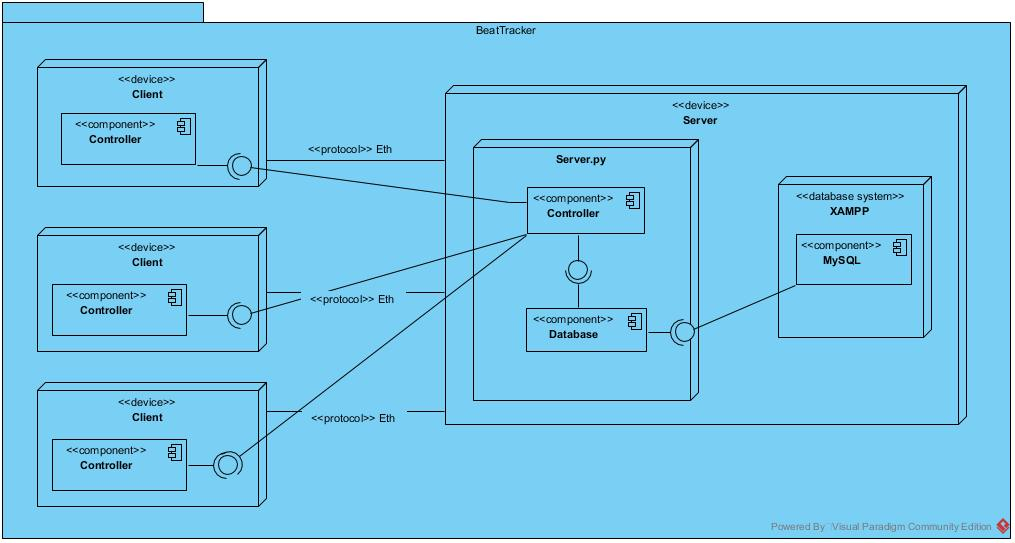 BeatTracker
<<device>>
Client
<<component>>
Controller
<<protocol>> Eth
<<device>>
Server
Server.py
<<component>>
Controller
<<database system>>
XAMPP
<<component>>
MySQL
<<device>>
Client
<<component>>
Controller
<<protocol>> Eth
<<component>>
Database
<<device>>
Client
<<component>>
Controller
<<protocol>> Eth
Powered By Visual Paradigm Community Edition